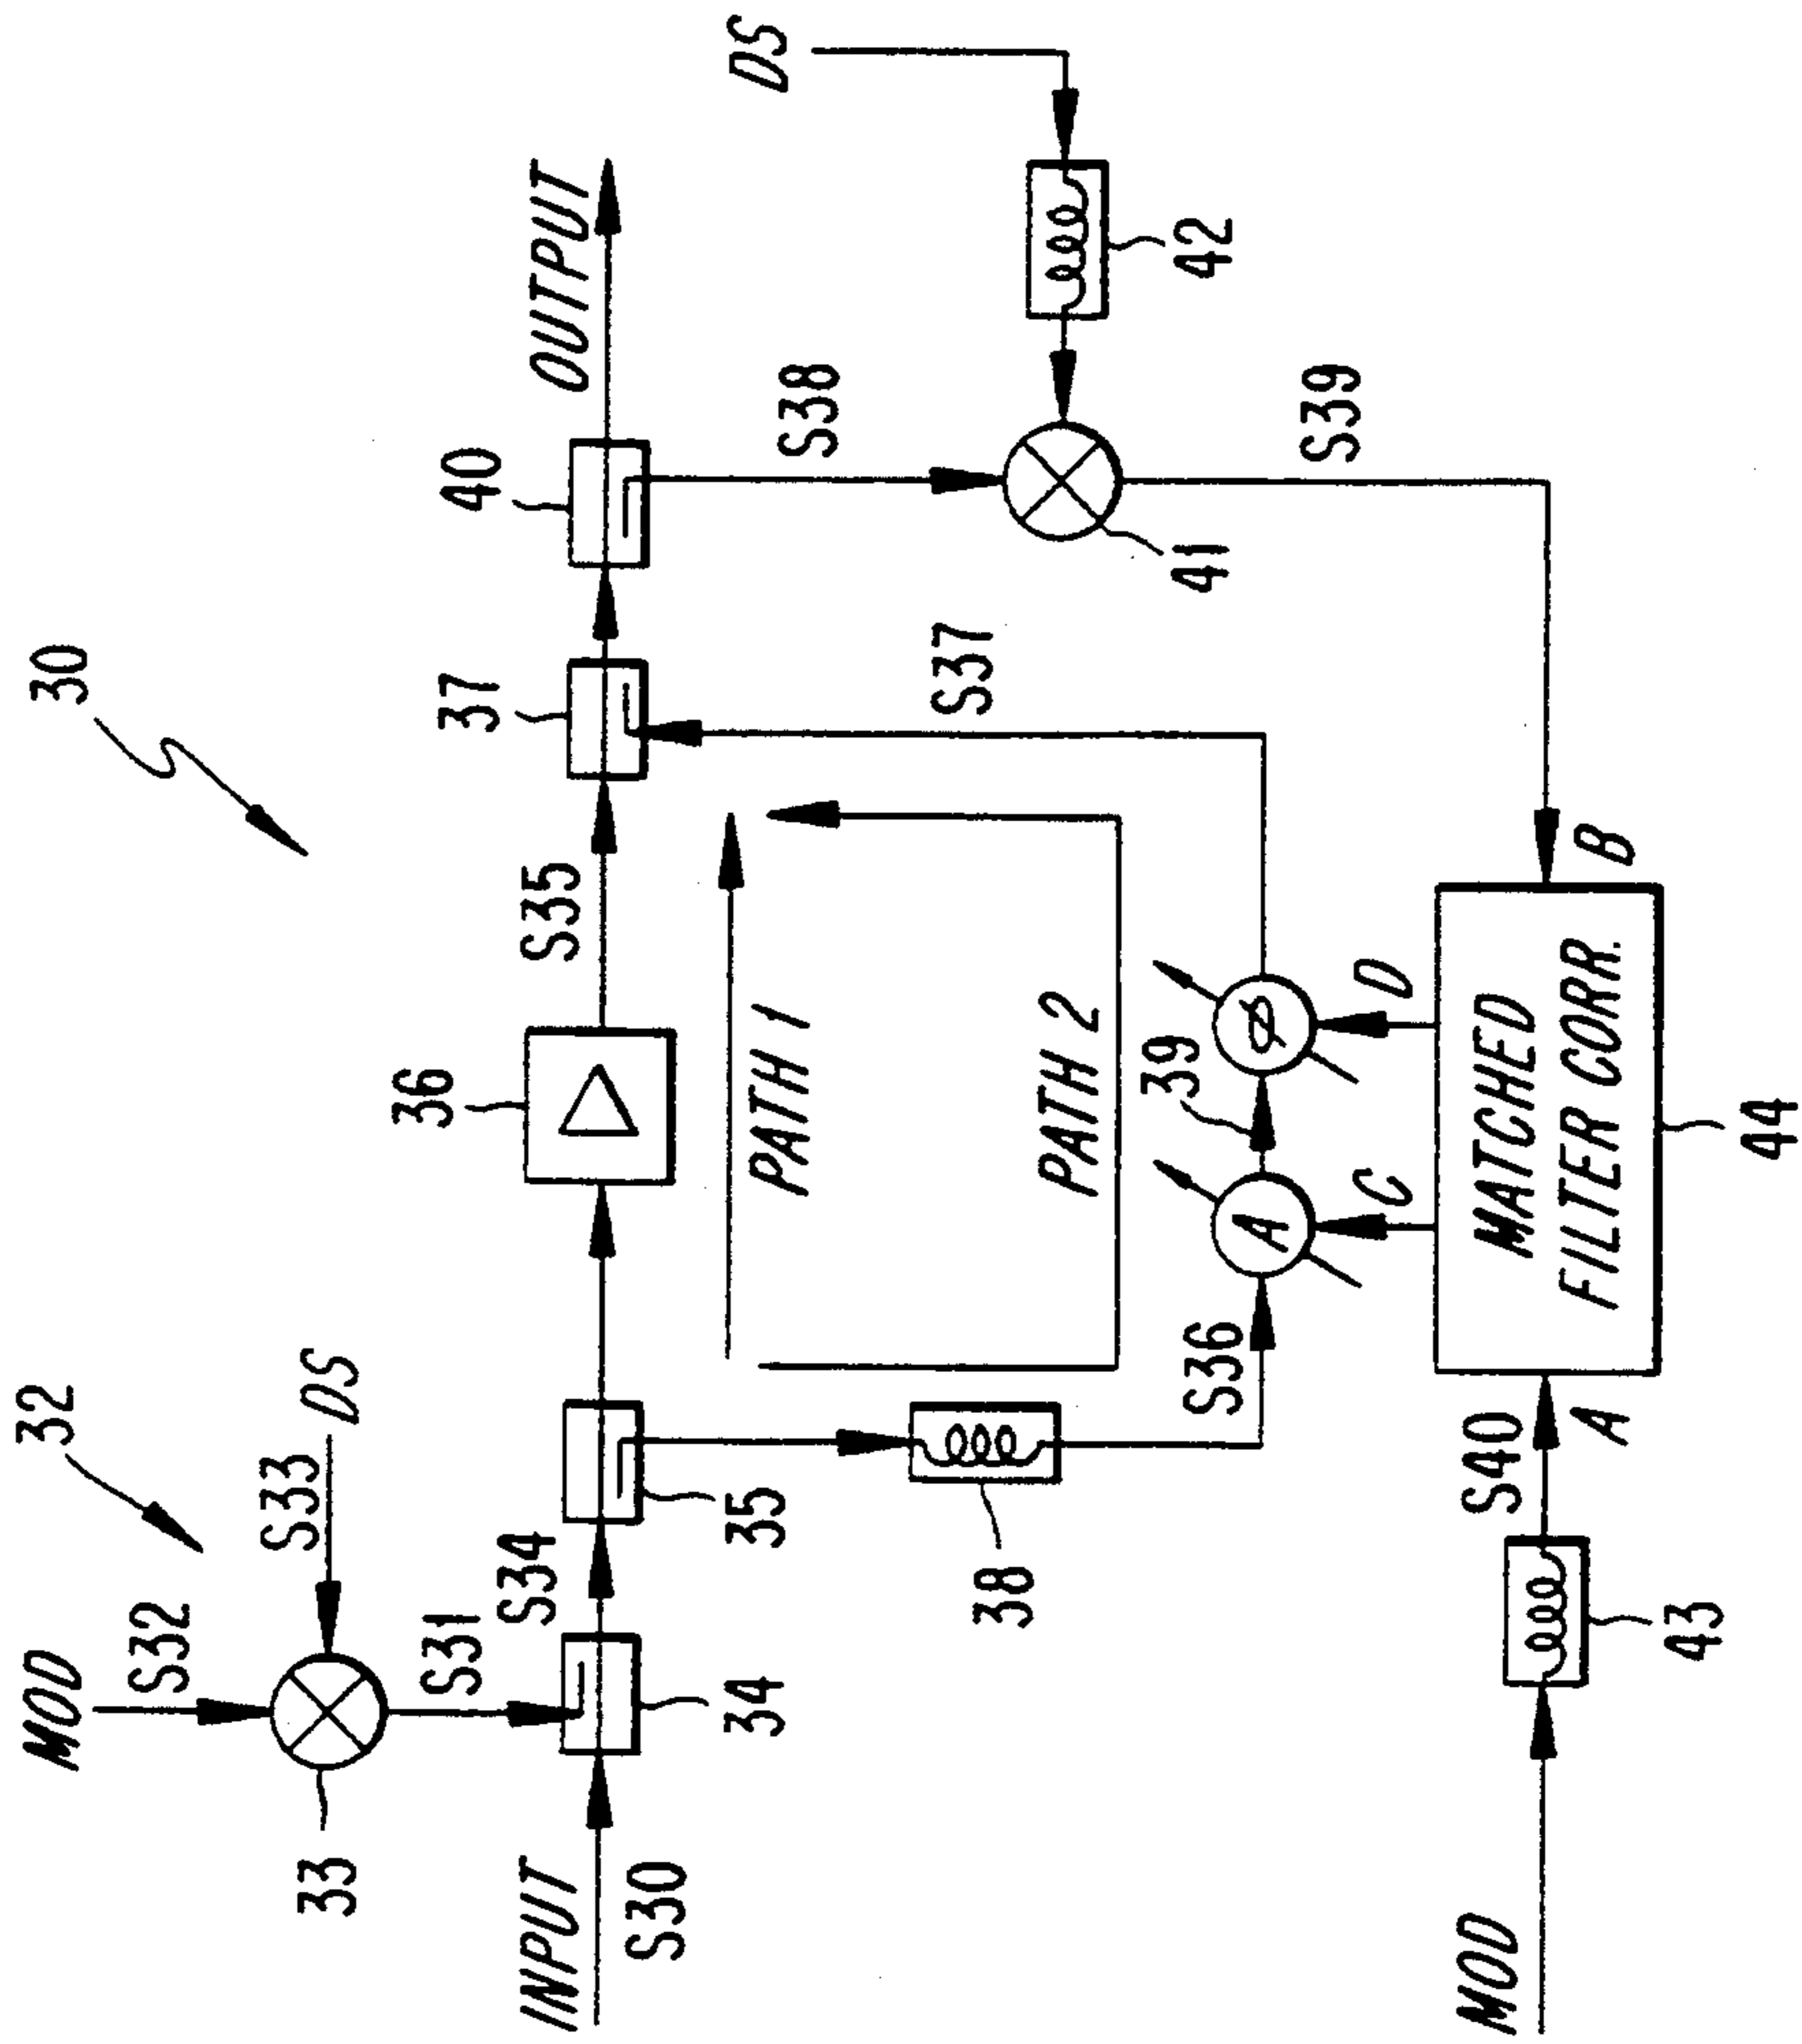 30
32
MOD
S32
DS
S33
33
S31
INPUT
S30
34
S34
35
36
S35
37
40
OUTPUT
PATH 1
PATH 2
38
S36
A
39
Ø
S37
S38
DS
42
41
S39
MOD
43
S40
A
C
D
B
MATCHED
FILTER CORR.
44